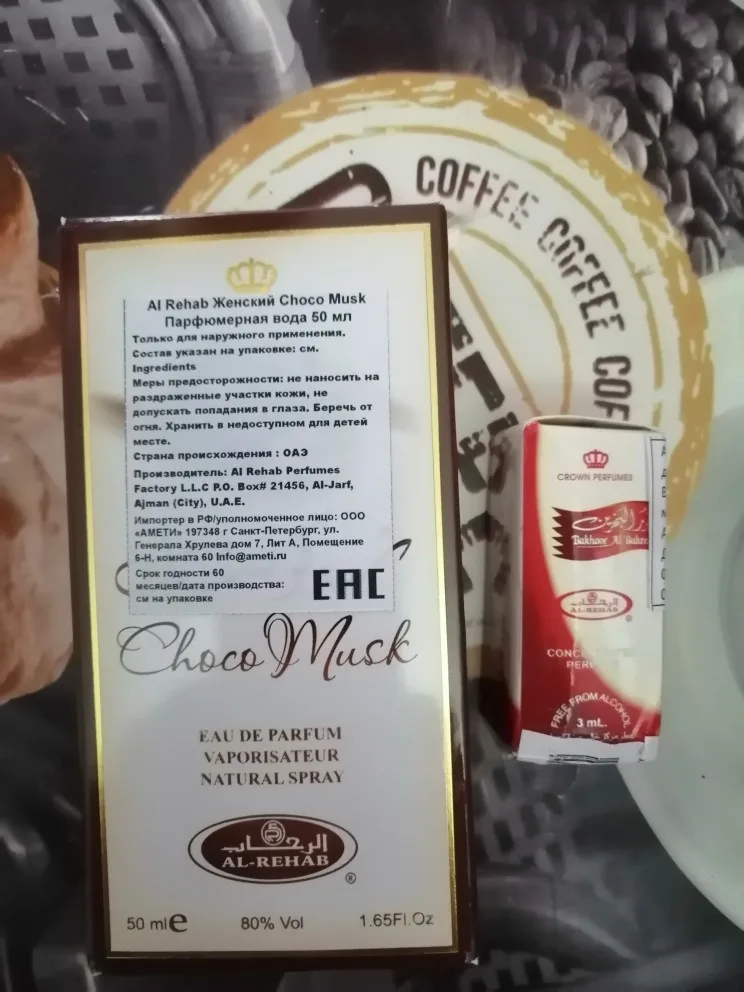 COFFEE COFFEE COF
Al Rehab Женский Choco Musk
Парфюмерная вода 50 мл
Только для наружного применения.
Состав указан на упаковке: см.
Ingredients
Меры предосторожности: не наносить на
раздраженные участки кожи, не
допускать попадания в глаза. Беречь от
огня. Хранить в недоступном для детей
месте.
Страна происхождения : ОАЭ
Производитель: Al Rehab Perfumes
Factory L.L.C P.O. Box# 21456, Al-Jarf,
Ajman (City), U.A.E.
Импортер в РФ/уполномоченное лицо: ООО
«АМЕТИ» 197348 г Санкт-Петербург, ул.
Генерала Хрулева дом 7, Лит А, Помещение
6-Н, комната 60 Info@ameti.ru
Срок годности 60
месяцев/дата производства:
см на упаковке
EAC
Choco Musk
EAU DE PARFUM
VAPORISATEUR
NATURAL SPRAY
الرحاب
AL-REHAB
®
50 ml e 80% Vol 1.65Fl.Oz
CROWN PERFUMES
البحرين
Bakhoor Al
الرحاب
AL-REHAB
®
FREE FROM ALCOHOL
3 mL.